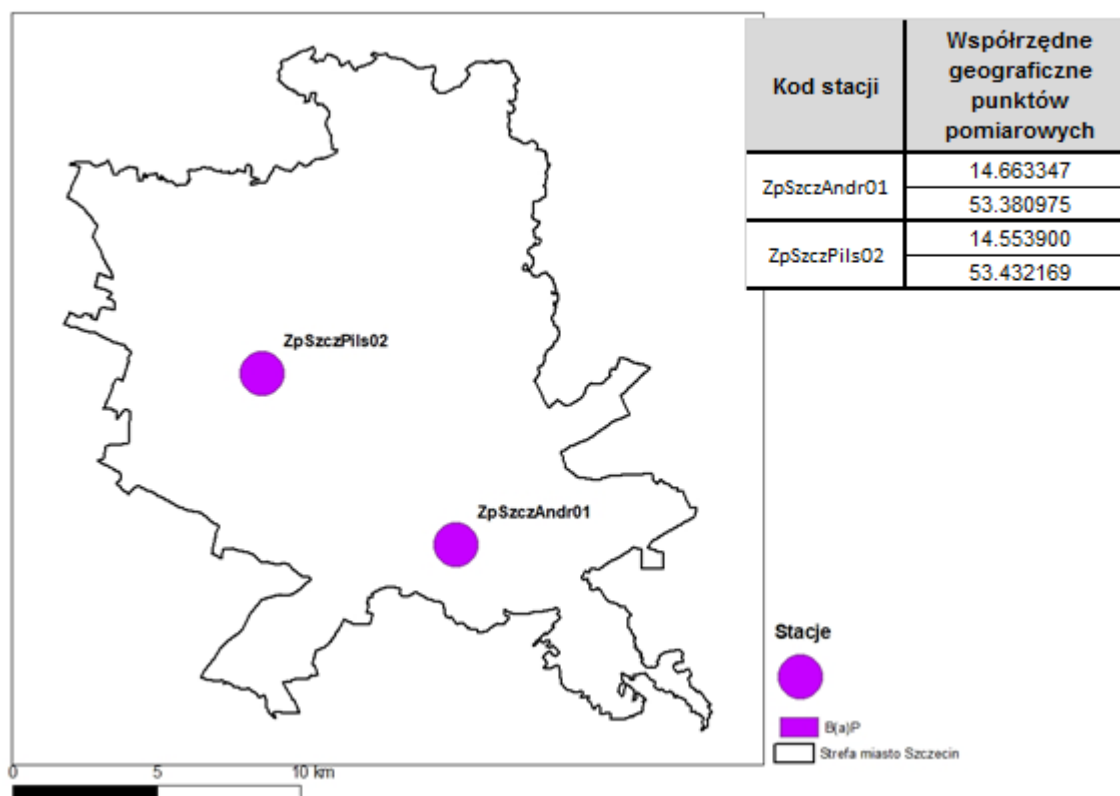 Kod stacji
Współrzędne
geograficzne
punktów
pomiarowych
ZpSzczAndr01
14.663347
53.380975
ZpSzczPils02
14.553900
53.432169
ZpSzczPils02
ZpSzczAndr01
Stacje
B(a)P
Strefa miasto Szczecin
0 5 10 km